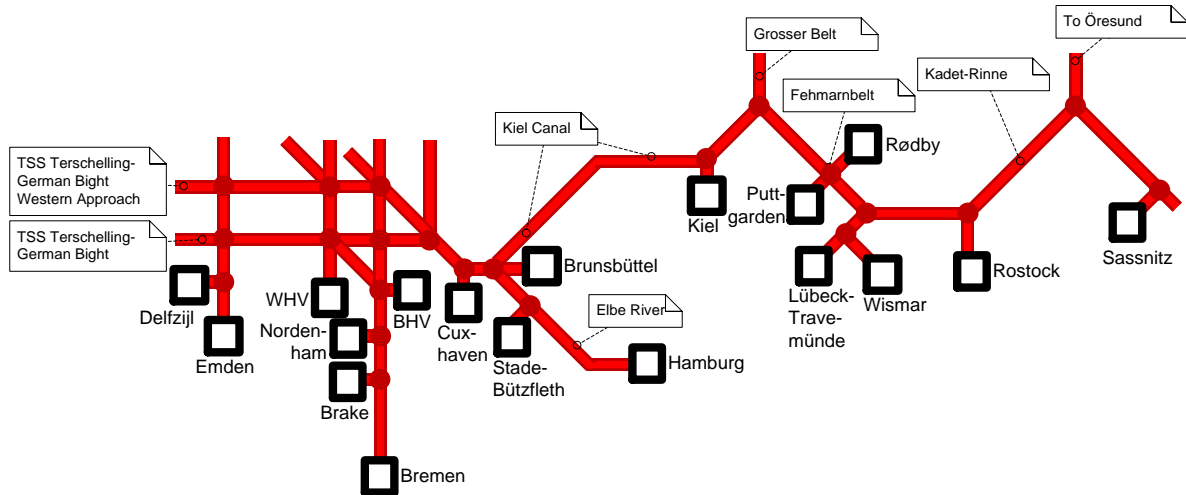 To Öresund
Grosser Belt
Kadet-Rinne
Fehmarnbelt
Kiel Canal
Rødby
TSS Terschelling-
German Bight
Western Approach
Putt-
garden
Kiel
TSS Terschelling-
German Bight
Sassnitz
Brunsbüttel
Rostock
Lübeck-
Trave-
münde
Wismar
Delfzijl
WHV
BHV
Norden-
ham
Cux-
haven
Elbe River
Emden
Stade-
Bützfleth
Hamburg
Brake
Bremen